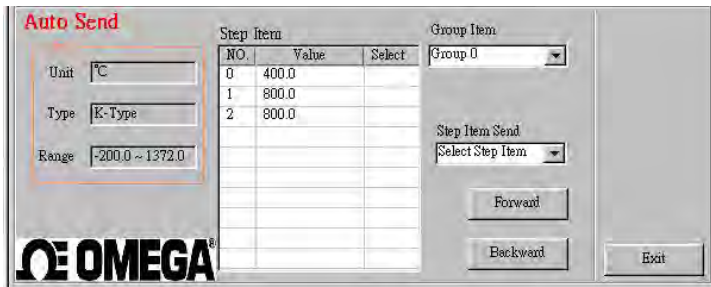 Auto Send
Unit °C
Type K-Type
Range -200.0 ~ 1372.0
Step Item
NO. Value Select
0 400.0
1 800.0
2 800.0
Group Item
Group 0
Step Item Send
Select Step Item
Forward
Backward
Exit
ΩE OMEGA®